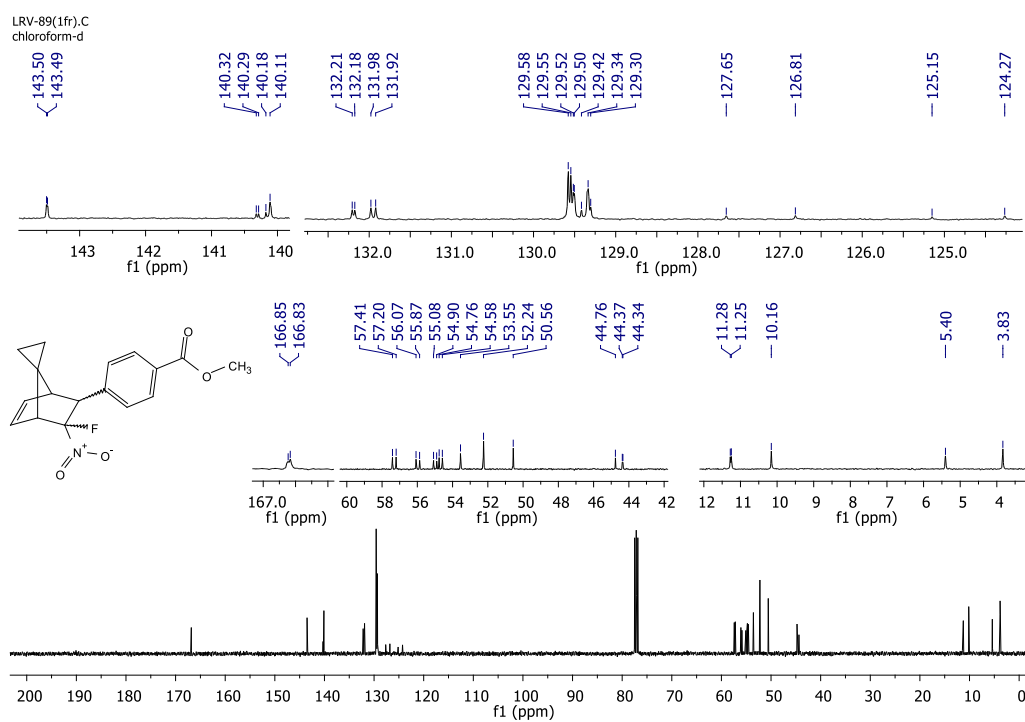 LRV-89(1fr).C
chloroform-d
143.50
143.49
140.32
140.29
140.18
140.11
132.21
132.18
131.98
131.92
129.58
129.55
129.52
129.50
129.42
129.34
129.30
127.65
126.81
125.15
124.27
143 142 141 140
f1 (ppm)
132.0 131.0 130.0 129.0 128.0 127.0 126.0 125.0
f1 (ppm)
O
O
CH3
F
N+
O-
O
166.85
166.83
57.41
57.20
56.07
55.87
55.08
54.90
54.76
54.58
53.55
52.24
50.56
44.76
44.37
44.34
11.28
11.25
10.16
5.40
3.83
167.0
f1 (ppm)
60 58 56 54 52 50 48 46 44 42
f1 (ppm)
12 11 10 9 8 7 6 5 4
f1 (ppm)
200 190 180 170 160 150 140 130 120 110 100 90 80 70 60 50 40 30 20 10 0
f1 (ppm)